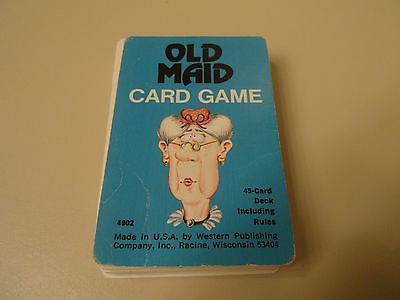 OLD
MAID
CARD GAME
45-Card
Deck
Including
Rules
4902
Made in U.S.A. by Western Publishing
Company, Inc., Racine, Wisconsin 53404